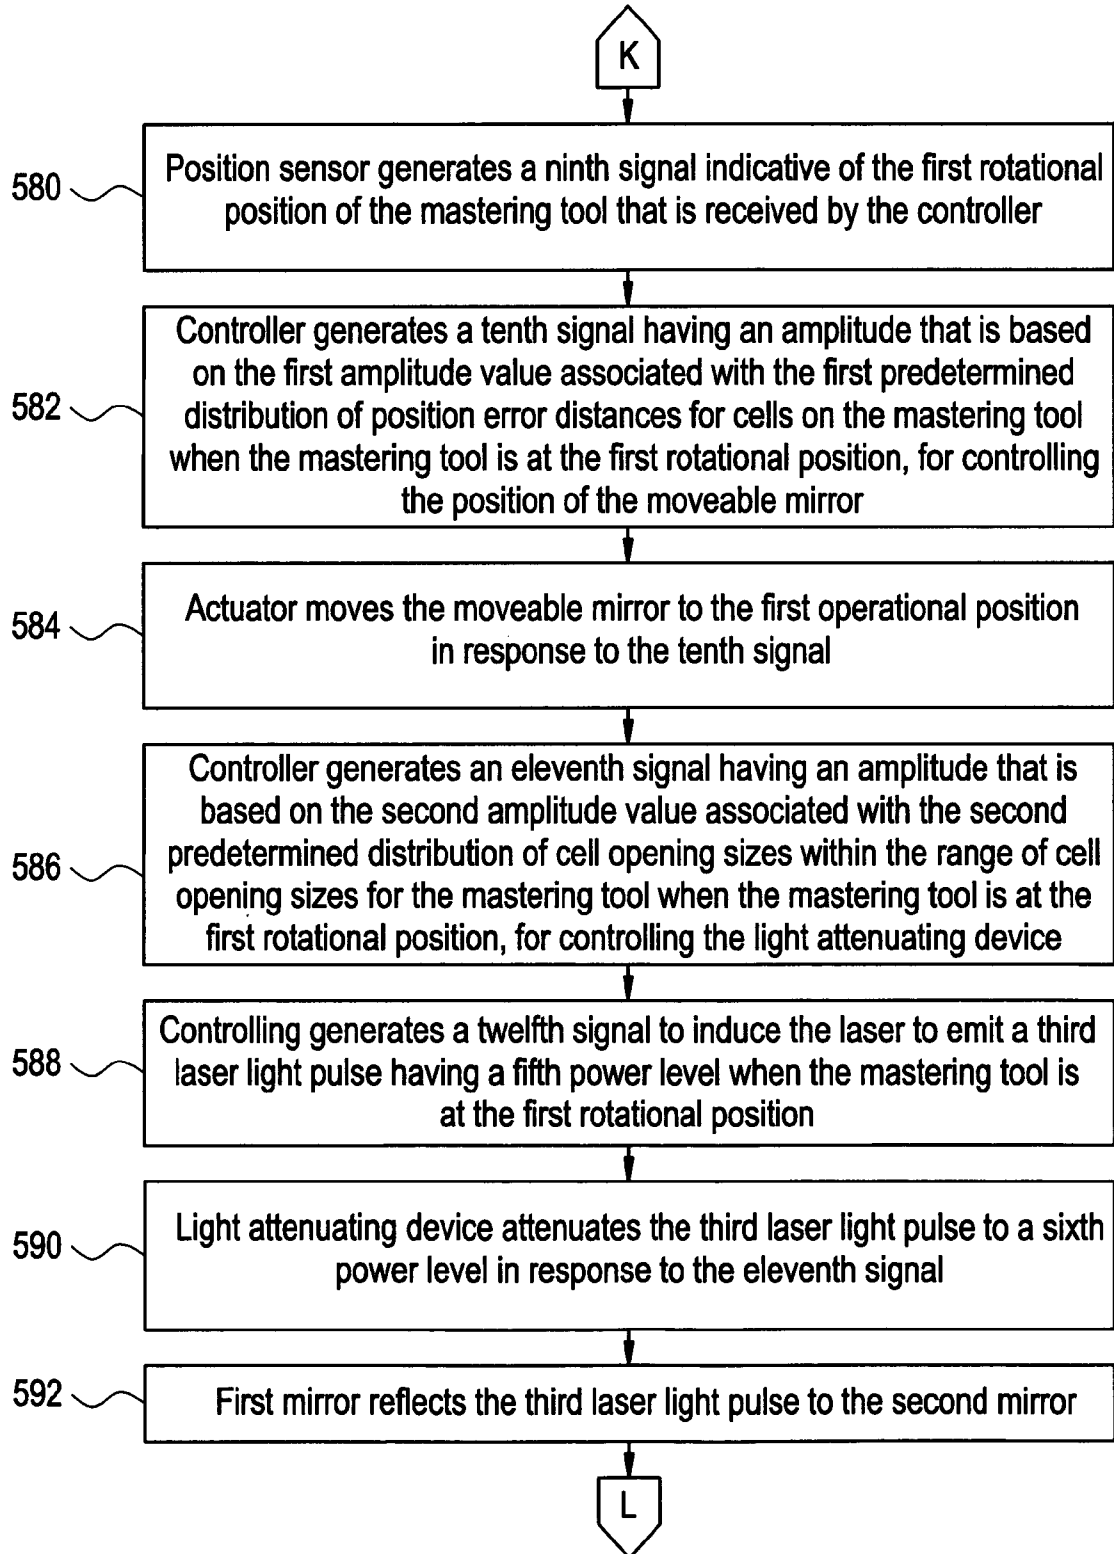 K
580
Position sensor generates a ninth signal indicative of the first rotational
position of the mastering tool that is received by the controller
582
Controller generates a tenth signal having an amplitude that is based
on the first amplitude value associated with the first predetermined
distribution of position error distances for cells on the mastering tool
when the mastering tool is at the first rotational position, for controlling
the position of the moveable mirror
584
Actuator moves the moveable mirror to the first operational position
in response to the tenth signal
586
Controller generates an eleventh signal having an amplitude that is
based on the second amplitude value associated with the second
predetermined distribution of cell opening sizes within the range of cell
opening sizes for the mastering tool when the mastering tool is at the
first rotational position, for controlling the light attenuating device
588
Controlling generates a twelfth signal to induce the laser to emit a third
laser light pulse having a fifth power level when the mastering tool is
at the first rotational position
590
Light attenuating device attenuates the third laser light pulse to a sixth
power level in response to the eleventh signal
592
First mirror reflects the third laser light pulse to the second mirror
L